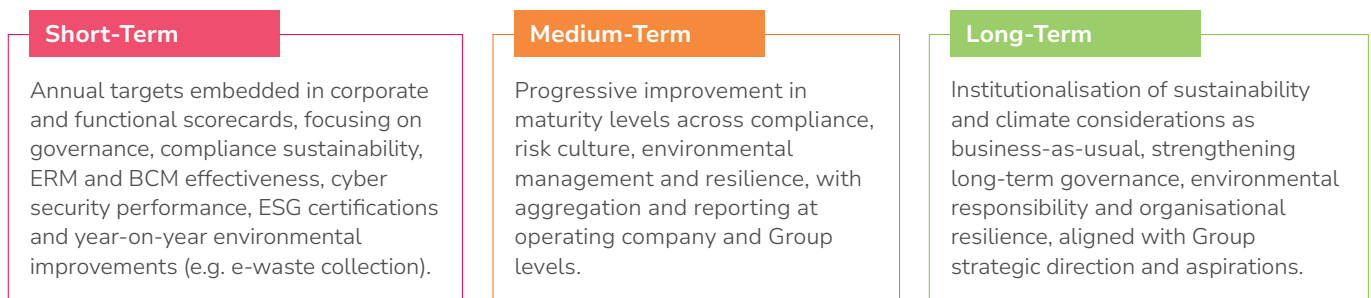 Short-Term
Annual targets embedded in corporate
and functional scorecards, focusing on
governance, compliance sustainability,
ERM and BCM effectiveness, cyber
security performance, ESG certifications
and year-on-year environmental
improvements (e.g. e-waste collection).
Medium-Term
Progressive improvement in
maturity levels across compliance,
risk culture, environmental
management and resilience, with
aggregation and reporting at
operating company and Group
levels.
Long-Term
Institutionalisation of sustainability
and climate considerations as
business-as-usual, strengthening
long-term governance, environmental
responsibility and organisational
resilience, aligned with Group
strategic direction and aspirations.